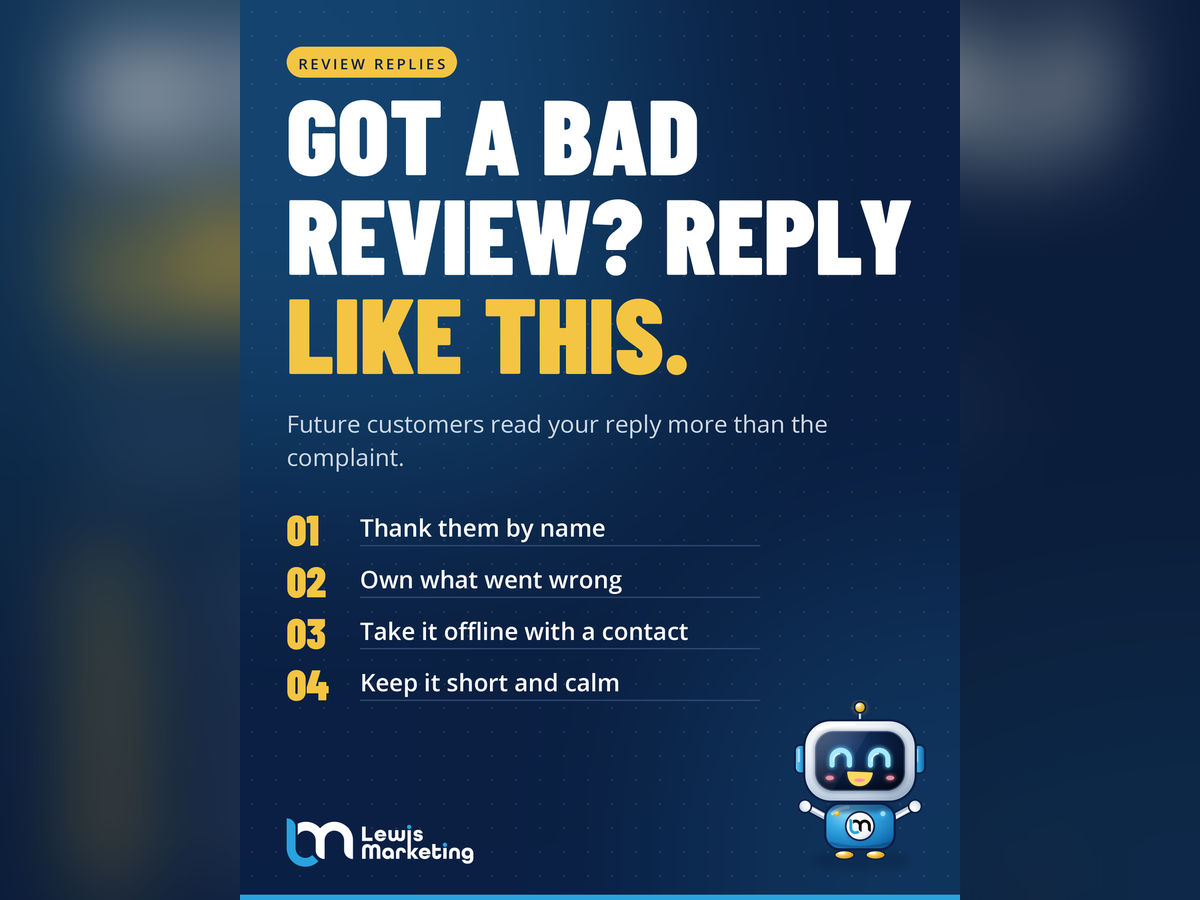 REVIEW REPLIES
GOT A BAD
REVIEW? REPLY
LIKE THIS.
Future customers read your reply more than the
complaint.
01 Thank them by name
02 Own what went wrong
03 Take it offline with a contact
04 Keep it short and calm
Lewis
Marketing